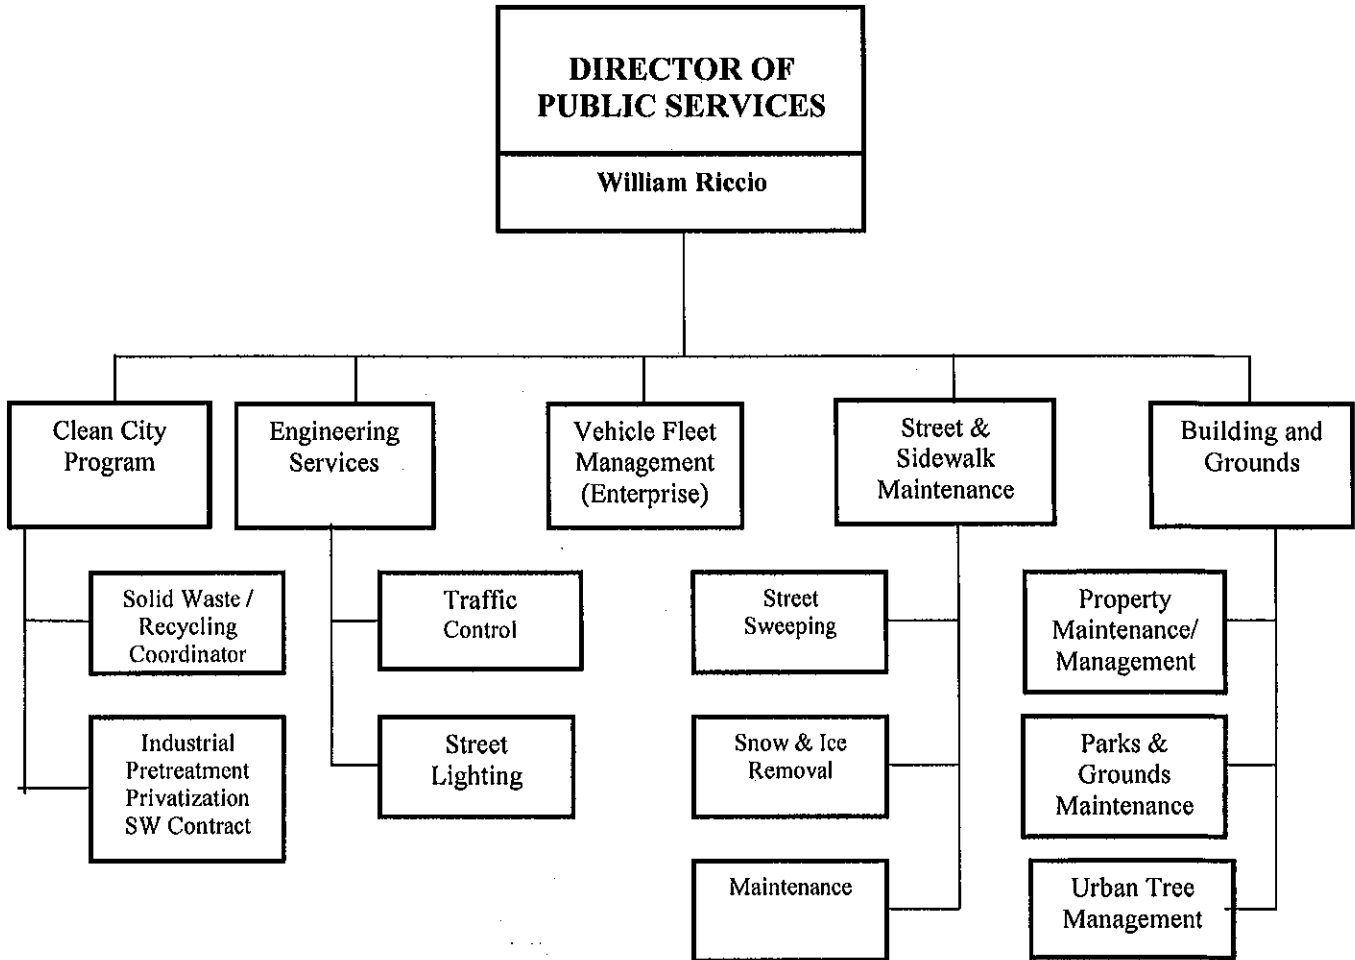 DIRECTOR OF
PUBLIC SERVICES
William Riccio
Clean City
Program
Engineering
Services
Vehicle Fleet
Management
(Enterprise)
Street &
Sidewalk
Maintenance
Building and
Grounds
Solid Waste /
Recycling
Coordinator
Traffic
Control
Street
Sweeping
Property
Maintenance/
Management
Industrial
Pretreatment
Privatization
SW Contract
Street
Lighting
Snow & Ice
Removal
Parks &
Grounds
Maintenance
Maintenance
Urban Tree
Management